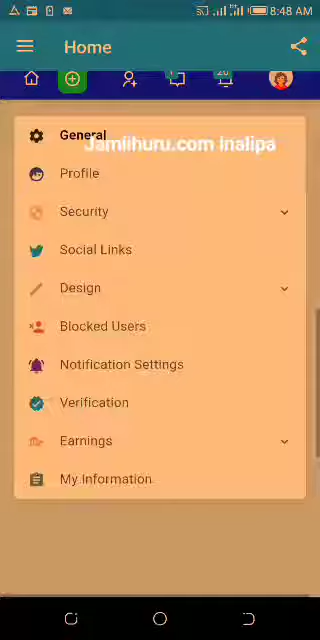 8:48 AM
Home
20
General
Jamiihuru.com inalipa
Profile
Security
Social Links
Design
Blocked Users
Notification Settings
Verification
Earnings
My Information